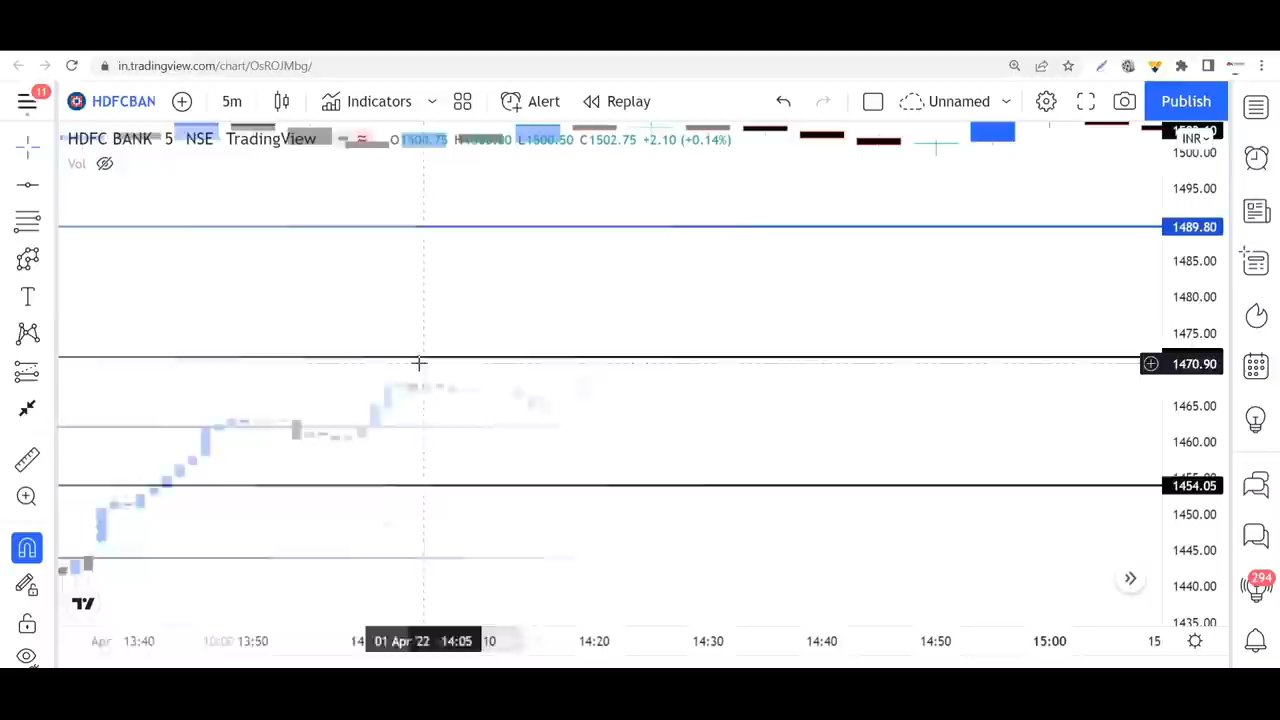 in.tradingview.com/chart/OsROJMbg/
11
HDFCBAN
5m
Indicators
Alert
Replay
Unnamed
Publish
HDFC BANK 5 NSE TradingView
L1500.50 C1502.75 +2.10 (+0.14%)
INR
1500.00
Vol
1495.00
1489.80
1485.00
1480.00
1475.00
1470.90
1465.00
1460.00
1454.05
1450.00
1445.00
294
1440.00
1435.00
Apr 13:40 13:50 01 Apr '22 14:05 14:20 14:30 14:40 14:50 15:00 15